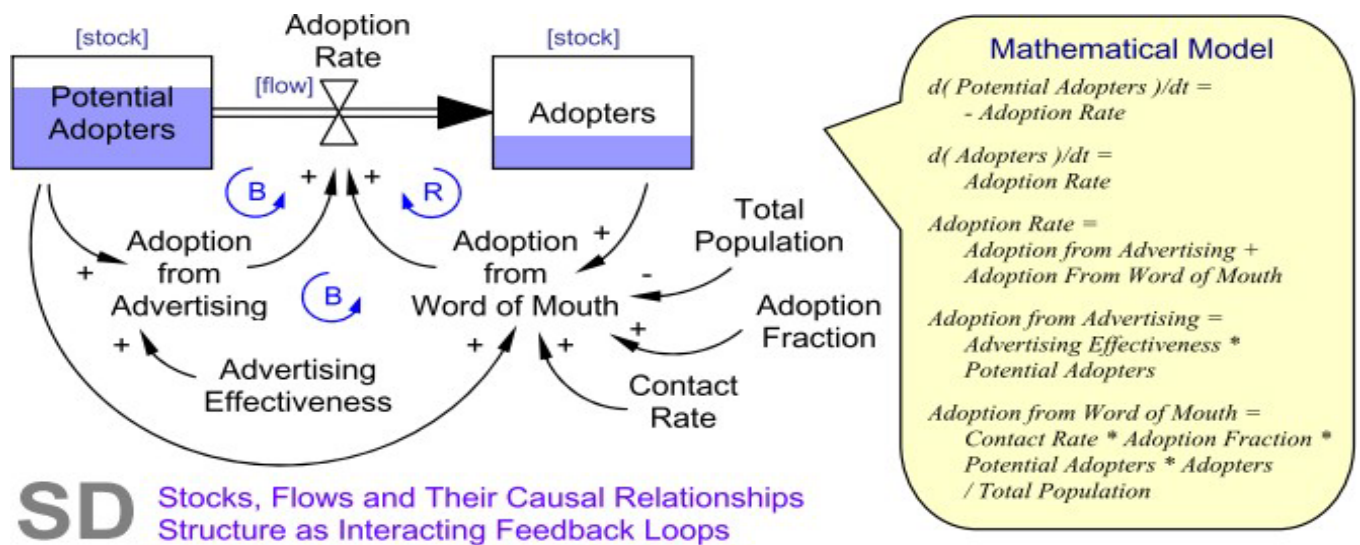 [stock]
Adoption
Rate
[stock]
[flow]
Potential
Adopters
Adopters
B
+
+
R
+
Adoption
from
Advertising
+
B
Adoption
from
Word of Mouth
+
-
Total
Population
+
Adoption
Fraction
+
+
Contact
Rate
+
Advertising
Effectiveness
SD
Stocks, Flows and Their Causal Relationships
Structure as Interacting Feedback Loops
Mathematical Model
d( Potential Adopters )/dt =
- Adoption Rate
d( Adopters )/dt =
Adoption Rate
Adoption Rate =
Adoption from Advertising +
Adoption From Word of Mouth
Adoption from Advertising =
Advertising Effectiveness *
Potential Adopters
Adoption from Word of Mouth =
Contact Rate * Adoption Fraction *
Potential Adopters * Adopters
/ Total Population